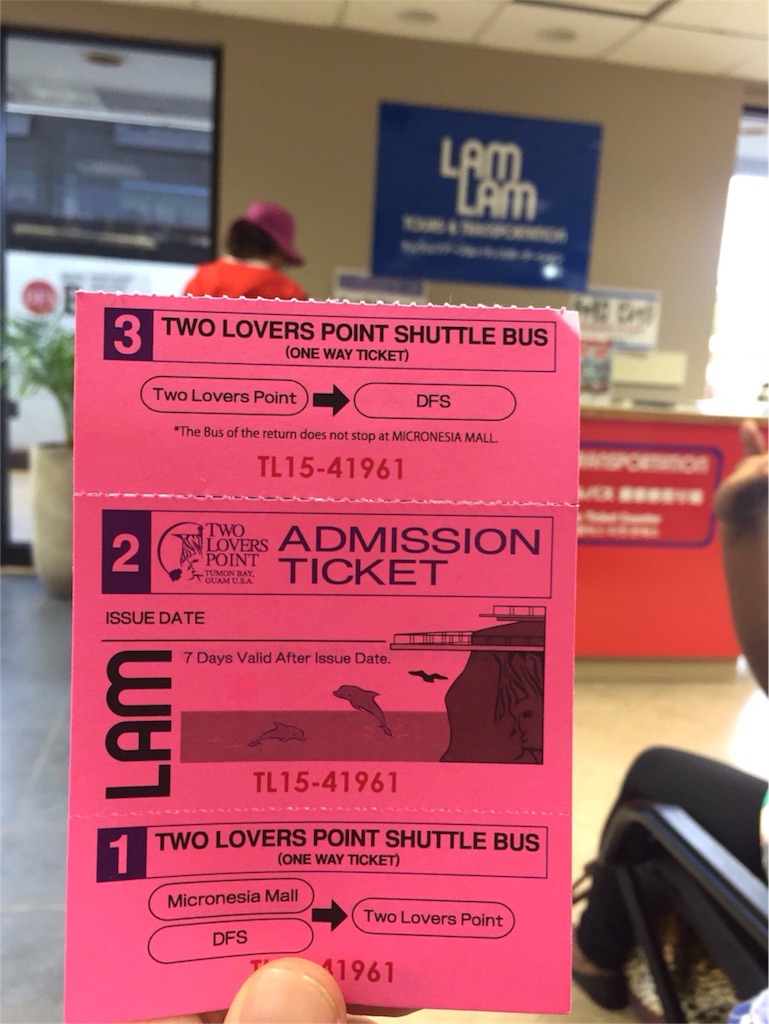 LAM
LAM
TOURS & TRANSPORTATION
3 TWO LOVERS POINT SHUTTLE BUS
(ONE WAY TICKET)
Two Lovers Point DFS
*The Bus of the return does not stop at MICRONESIA MALL.
TL15-41961
2 TWO LOVERS POINT
TUMON BAY, GUAM U.S.A.
ADMISSION TICKET
ISSUE DATE
7 Days Valid After Issue Date.
LAM
TL15-41961
1 TWO LOVERS POINT SHUTTLE BUS
(ONE WAY TICKET)
Micronesia Mall
DFS
Two Lovers Point
41961